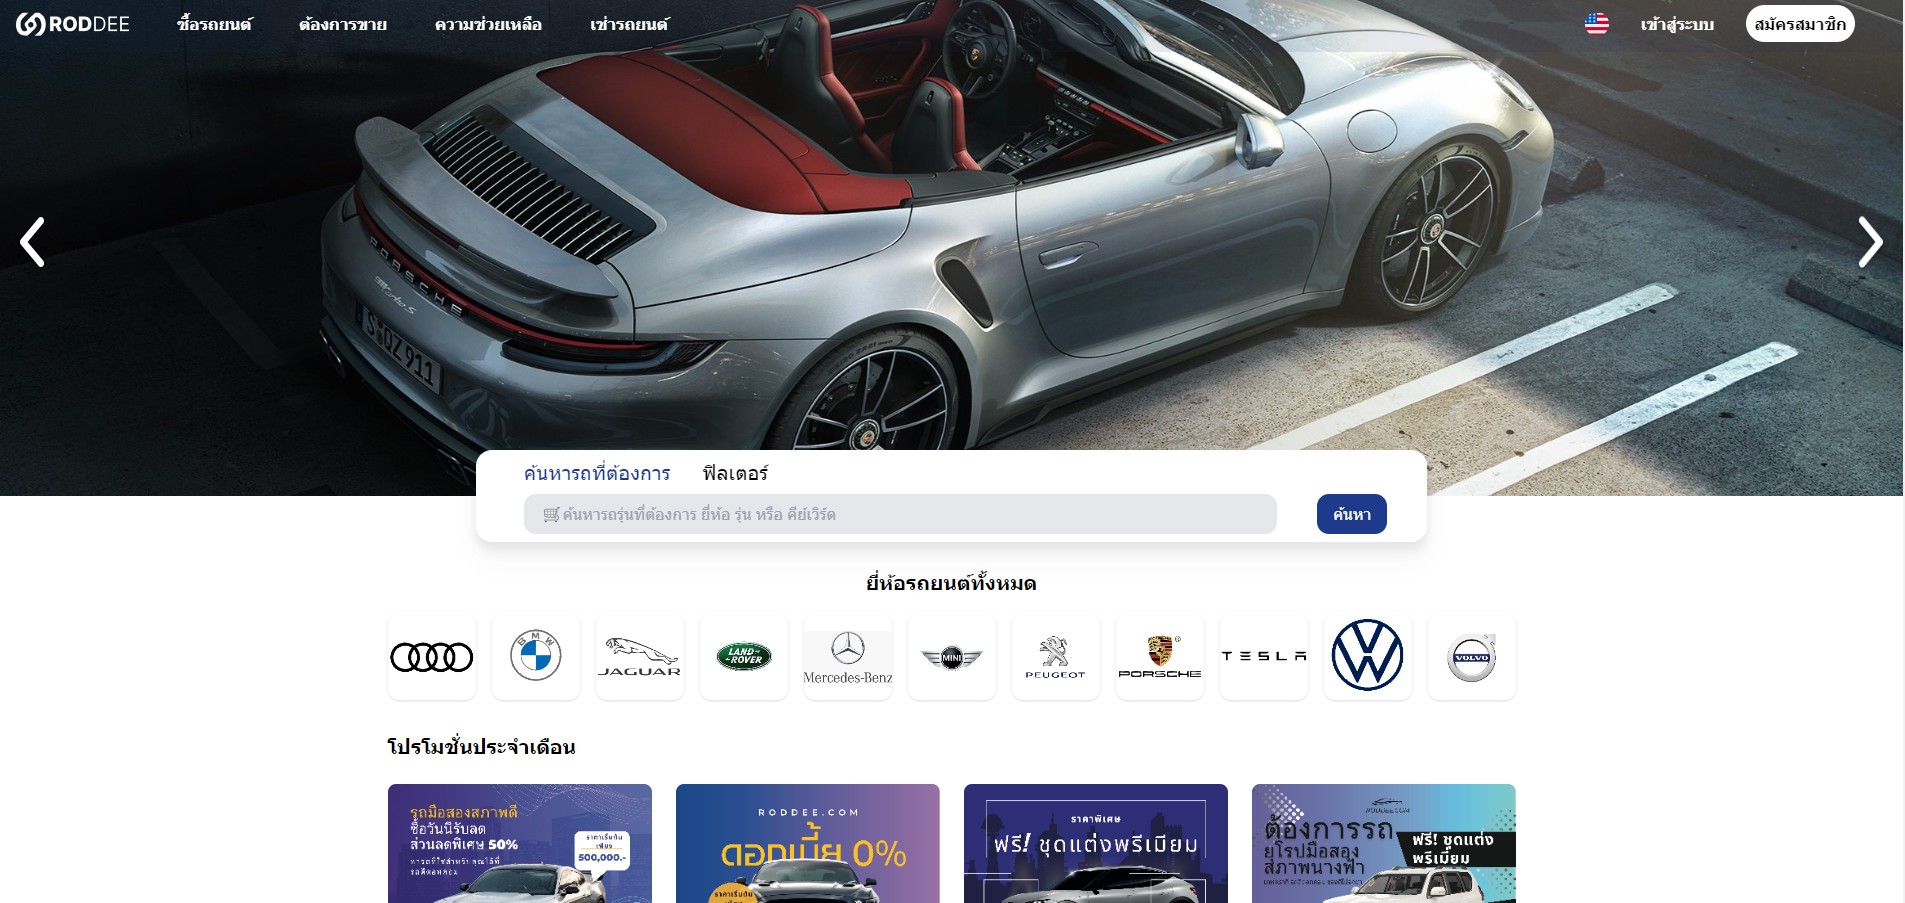 RODDEE
ซื้อรถยนต์
ต้องการขาย
ความช่วยเหลือ
เช่ารถยนต์
เข้าสู่ระบบ
สมัครสมาชิก
PORSCHE
turbo S
S·QZ 911
ค้นหารถที่ต้องการ
ฟิลเตอร์
ค้นหารถรุ่นที่ต้องการ ยี่ห้อ รุ่น หรือ คีย์เวิร์ด
ค้นหา
ยี่ห้อรถยนต์ทั้งหมด
BMW
JAGUAR
LAND-
ROVER
Mercedes-Benz
MINI
PEUGEOT
PORSCHE
TESLA
VOLVO
โปรโมชั่นประจำเดือน
รถมือสองสภาพดี
ซื้อวันนี้รับลด
ส่วนลดพิเศษ 50%
ราคาเริ่มต้น
เพียง
500,000.-
RODDEE.COM
ดอกเบี้ย 0%
ราคาเริ่มต้น
ราคาพิเศษ
ฟรี! ชุดแต่งพรีเมียม
RODDEE.COM
ต้องการรถ
ยุโรปมือสอง
สภาพนางฟ้า
ฟรี! ชุดแต่ง
พรีเมียม